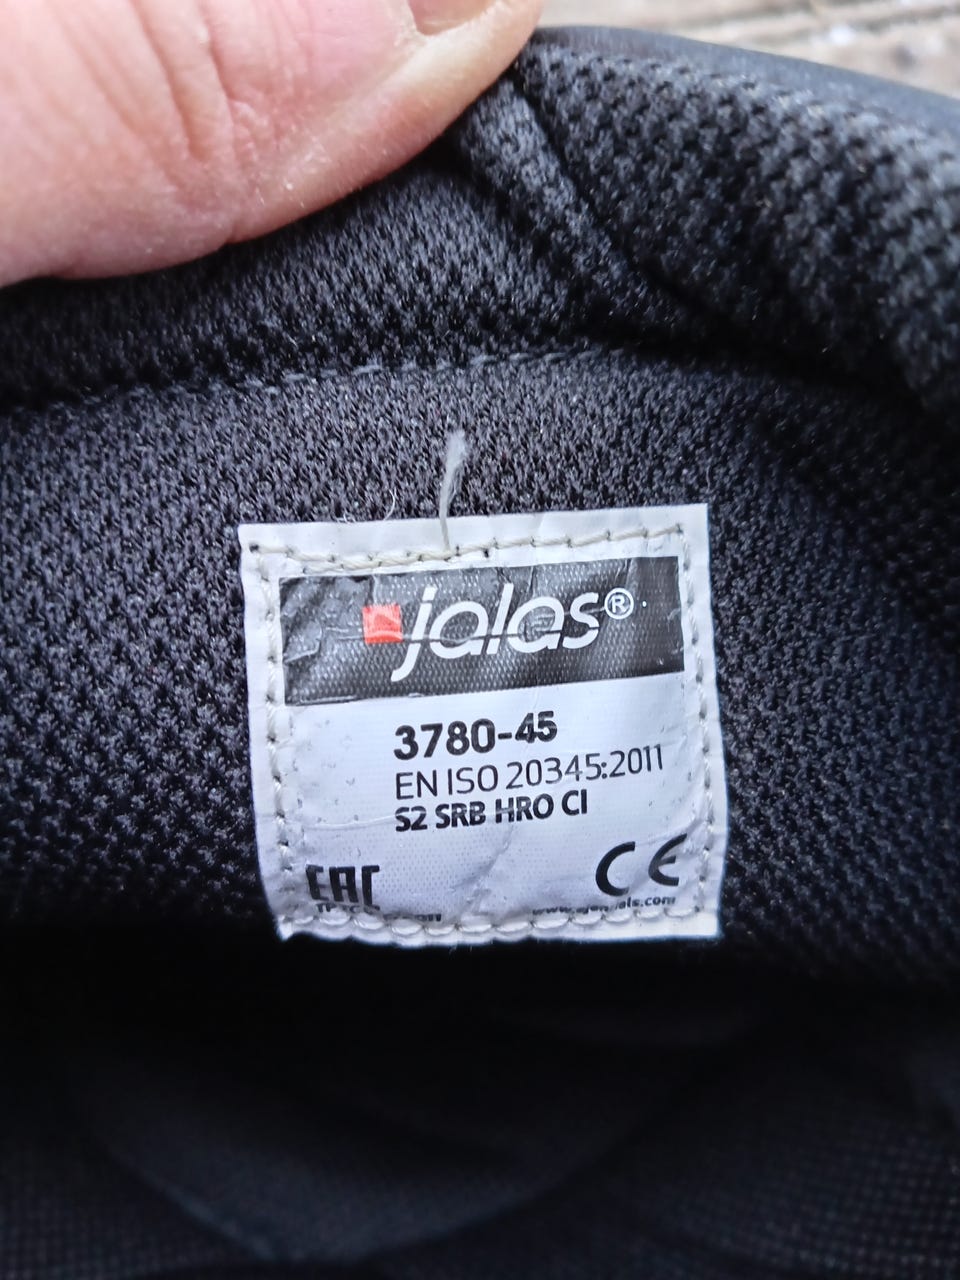 jalas®
3780-45
EN ISO 20345:2011
S2 SRB HRO CI
EAC
CE